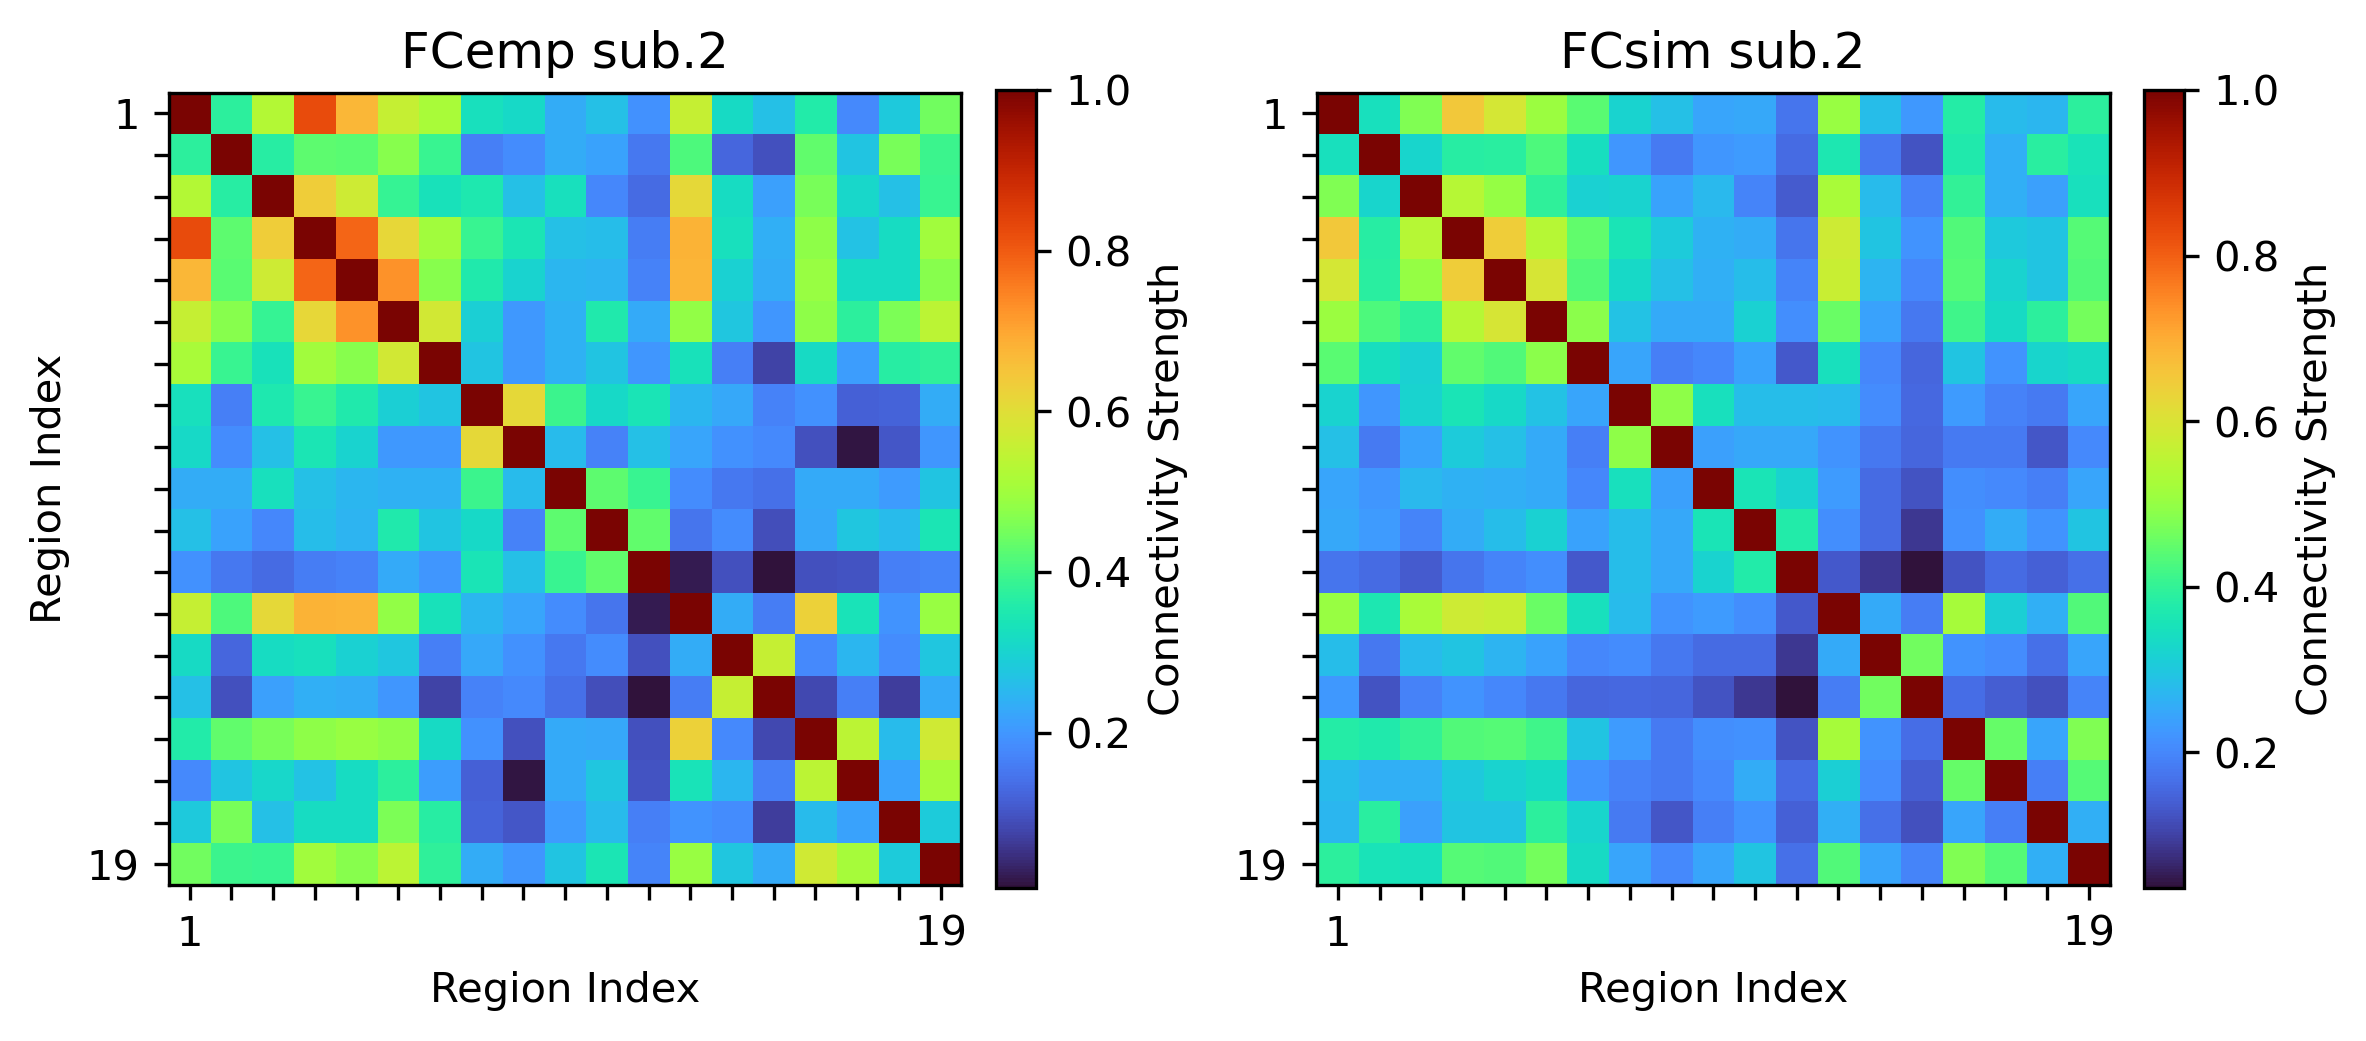 FCemp sub.2
1
19
1
19
Region Index
Region Index
1.0
0.8
0.6
0.4
0.2
Connectivity Strength
FCsim sub.2
1
19
1
19
Region Index
1.0
0.8
0.6
0.4
0.2
Connectivity Strength